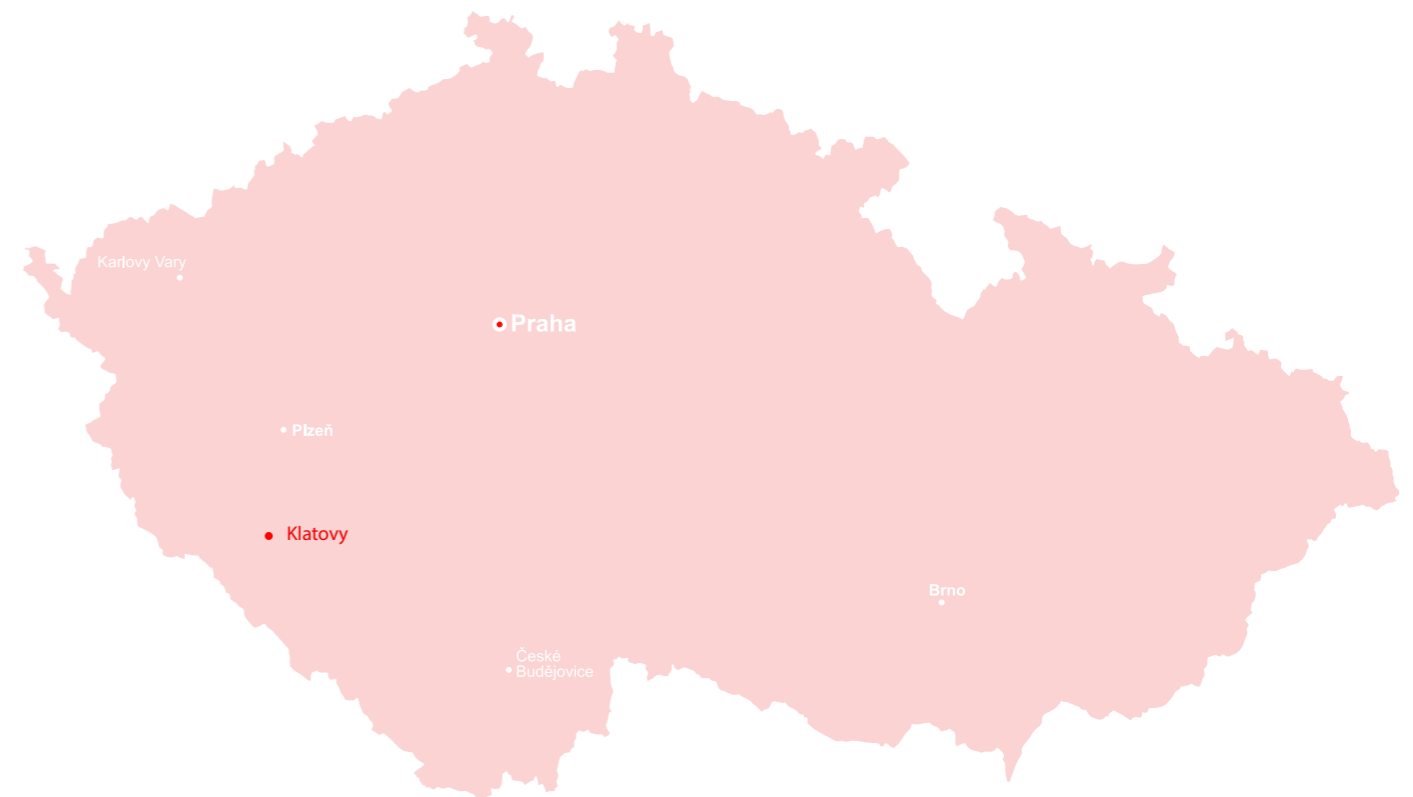 Karlovy Vary
Praha
Plzeň
Klatovy
Brno
České
Budějovice